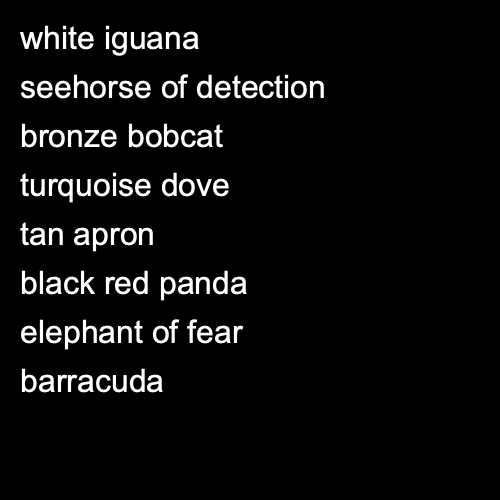 white iguana
seehorse of detection
bronze bobcat
turquoise dove
tan apron
black red panda
elephant of fear
barracuda